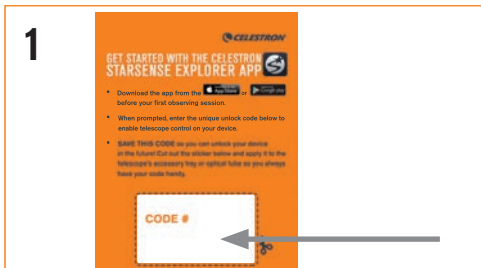 1
CELESTRON
GET STARTED WITH THE CELESTRON
STARSENSE EXPLORER APP
• Download the app from the App Store or Google play
before your first observing session.
• When prompted, enter the unique unlock code below to
enable telescope control on your device.
• SAVE THIS CODE so you can unlock your device
in the future! Cut out the sticker below and apply it to the
telescope's accessory tray or optical tube so you always
have your code handy.
CODE #